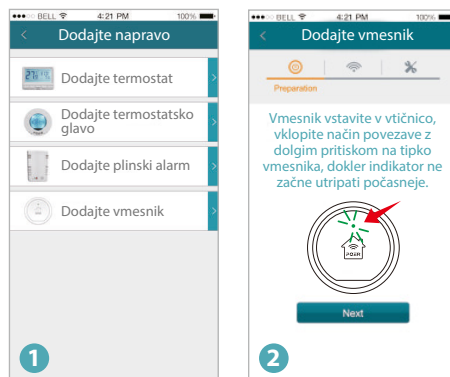 BELL 4:21 PM 100%
Dodajte napravo
Dodajte termostat
Dodajte termostatsko
glavo
Dodajte plinski alarm
Dodajte vmesnik
1
BELL 4:21 PM 100%
Dodajte vmesnik
Preparation
Vmesnik vstavite v vtičnico,
vklopite način povezave z
dolgim pritiskom na tipko
vmesnika, dokler indikator ne
začne utripati počasneje.
Next
2